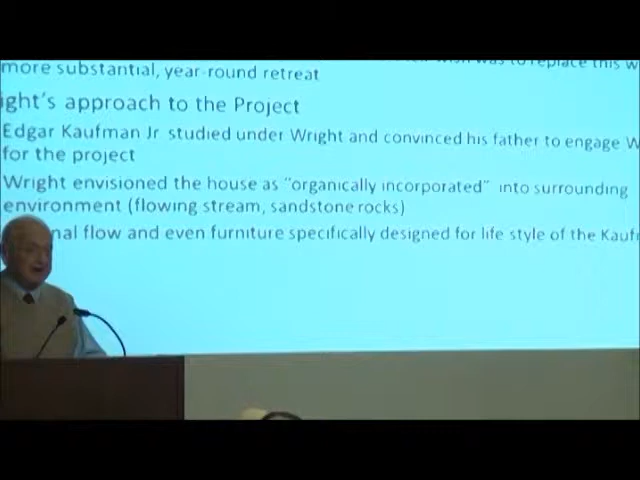 wish was to replace this w
more substantial, year-round retreat
ight's approach to the Project
Edgar Kaufman Jr studied under Wright and convinced his father to engage W
for the project
Wright envisioned the house as "organically incorporated" into surrounding
environment (flowing stream, sandstone rocks)
nal flow and even furniture specifically designed for life style of the Kaufm